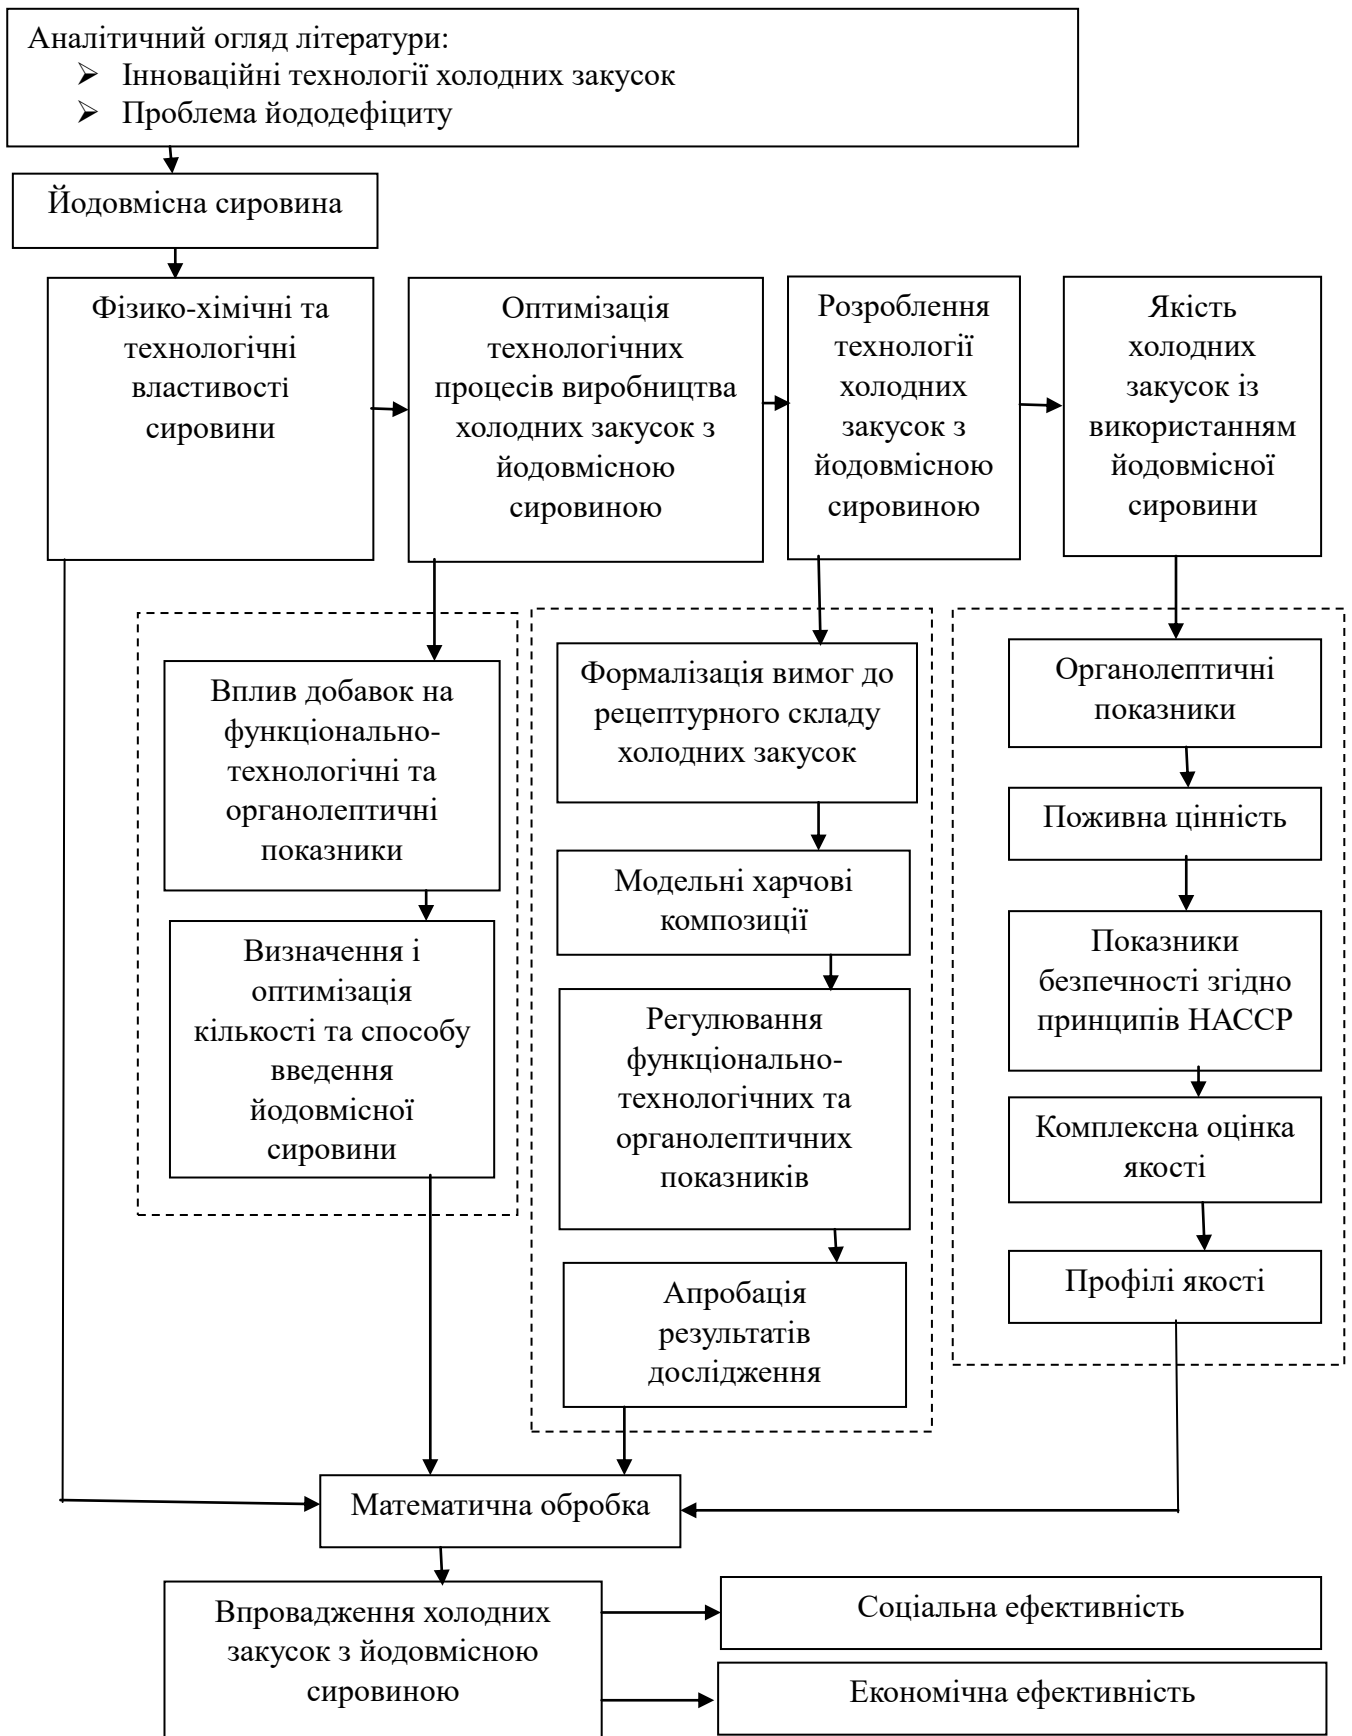 Аналітичний огляд літератури:
➢ Інноваційні технології холодних закусок
➢ Проблема йододефіциту
Йодовмісна сировина
Фізико-хімічні та
технологічні
властивості
сировини
Оптимізація
технологічних
процесів виробництва
холодних закусок з
йодовмісною
сировиною
Розроблення
технології
холодних
закусок з
йодовмісною
сировиною
Якість
холодних
закусок із
використанням
йодовмісної
сировини
Вплив добавок на
функціонально-
технологічні та
органолептичні
показники
Визначення і
оптимізація
кількості та способу
введення
йодовмісної
сировини
Формалізація вимог до
рецептурного складу
холодних закусок
Модельні харчові
композиції
Регулювання
функціонально-
технологічних та
органолептичних
показників
Апробація
результатів
дослідження
Органолептичні
показники
Поживна цінність
Показники
безпечності згідно
принципів НАССР
Комплексна оцінка
якості
Профілі якості
Математична обробка
Впровадження холодних
закусок з йодовмісною
сировиною
Соціальна ефективність
Економічна ефективність